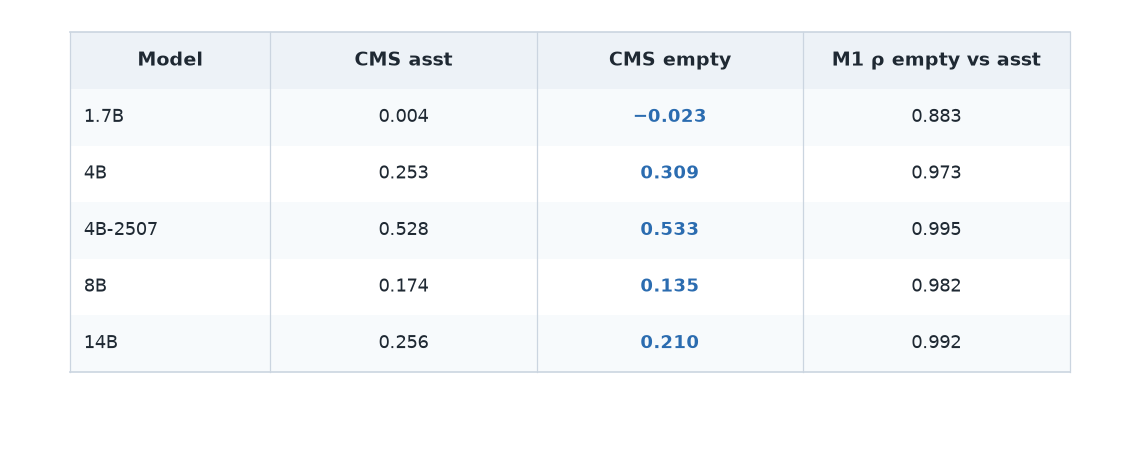 Model CMS asst CMS empty M1 ρ empty vs asst
1.7B 0.004 −0.023 0.883
4B 0.253 0.309 0.973
4B-2507 0.528 0.533 0.995
8B 0.174 0.135 0.982
14B 0.256 0.210 0.992